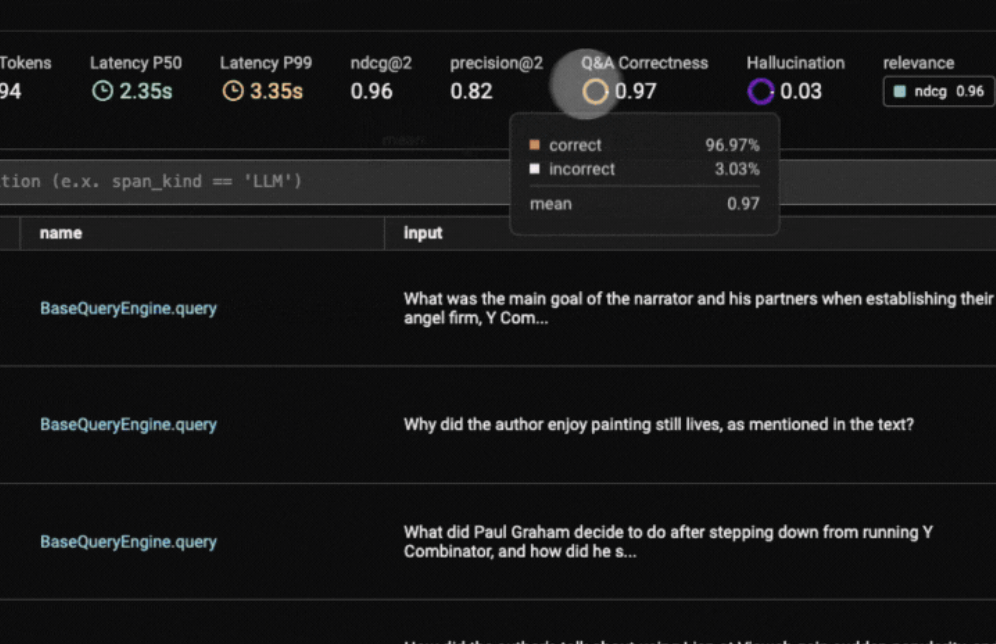 Tokens Latency P50 Latency P99 ndcg@2 precision@2 Q&A Correctness Hallucination relevance
94 2.35s 3.35s 0.96 0.82 0.97 0.03 ndcg 0.96
correct 96.97%
incorrect 3.03%
mean 0.97
tion (e.x. span_kind == 'LLM')
name input
BaseQueryEngine.query
What was the main goal of the narrator and his partners when establishing their
angel firm, Y Com...
BaseQueryEngine.query
Why did the author enjoy painting still lives, as mentioned in the text?
BaseQueryEngine.query
What did Paul Graham decide to do after stepping down from running Y
Combinator, and how did he s...